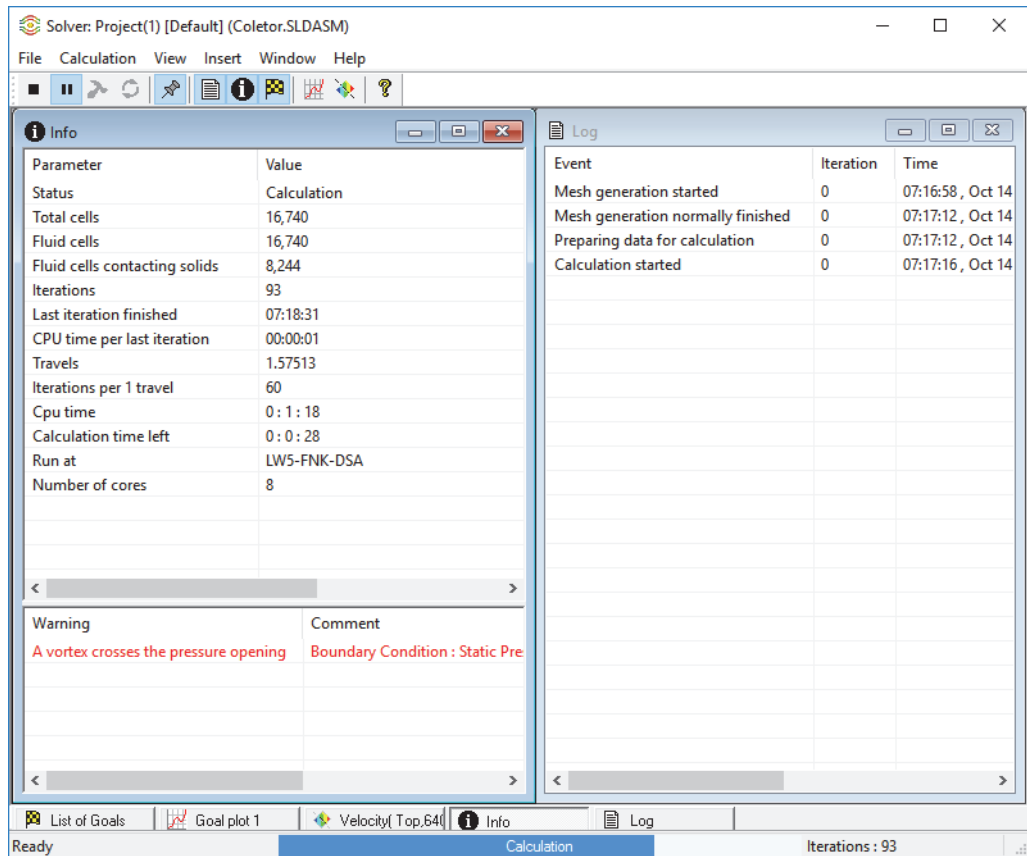 Solver: Project(1) [Default] (Coletor.SLDASM)
File Calculation View Insert Window Help
Info
Parameter Value
Status Calculation
Total cells 16,740
Fluid cells 16,740
Fluid cells contacting solids 8,244
Iterations 93
Last iteration finished 07:18:31
CPU time per last iteration 00:00:01
Travels 1.57513
Iterations per 1 travel 60
Cpu time 0 : 1 : 18
Calculation time left 0 : 0 : 28
Run at LW5-FNK-DSA
Number of cores 8
Warning Comment
A vortex crosses the pressure opening Boundary Condition : Static Pre
Log
Event Iteration Time
Mesh generation started 0 07:16:58 , Oct 14
Mesh generation normally finished 0 07:17:12 , Oct 14
Preparing data for calculation 0 07:17:12 , Oct 14
Calculation started 0 07:17:16 , Oct 14
List of Goals Goal plot 1 Velocity( Top,640 Info Log
Ready Calculation Iterations : 93